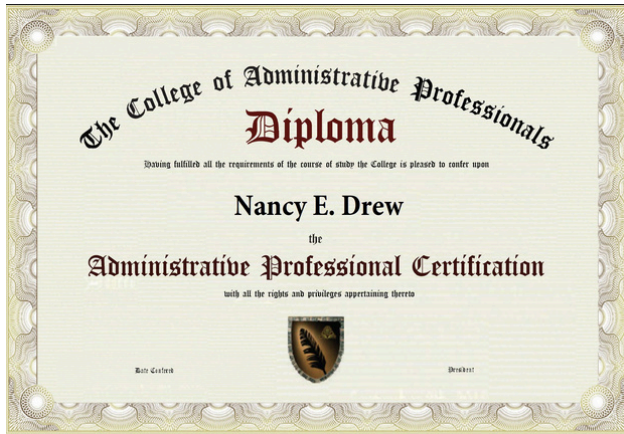 The College of Administrative Professionals
Diploma
Having fulfilled all the requirements of the course of study the College is pleased to confer upon
Nancy E. Drew
the
Administrative Professional Certification
with all the rights and privileges appertaining thereto
Date Confered
President